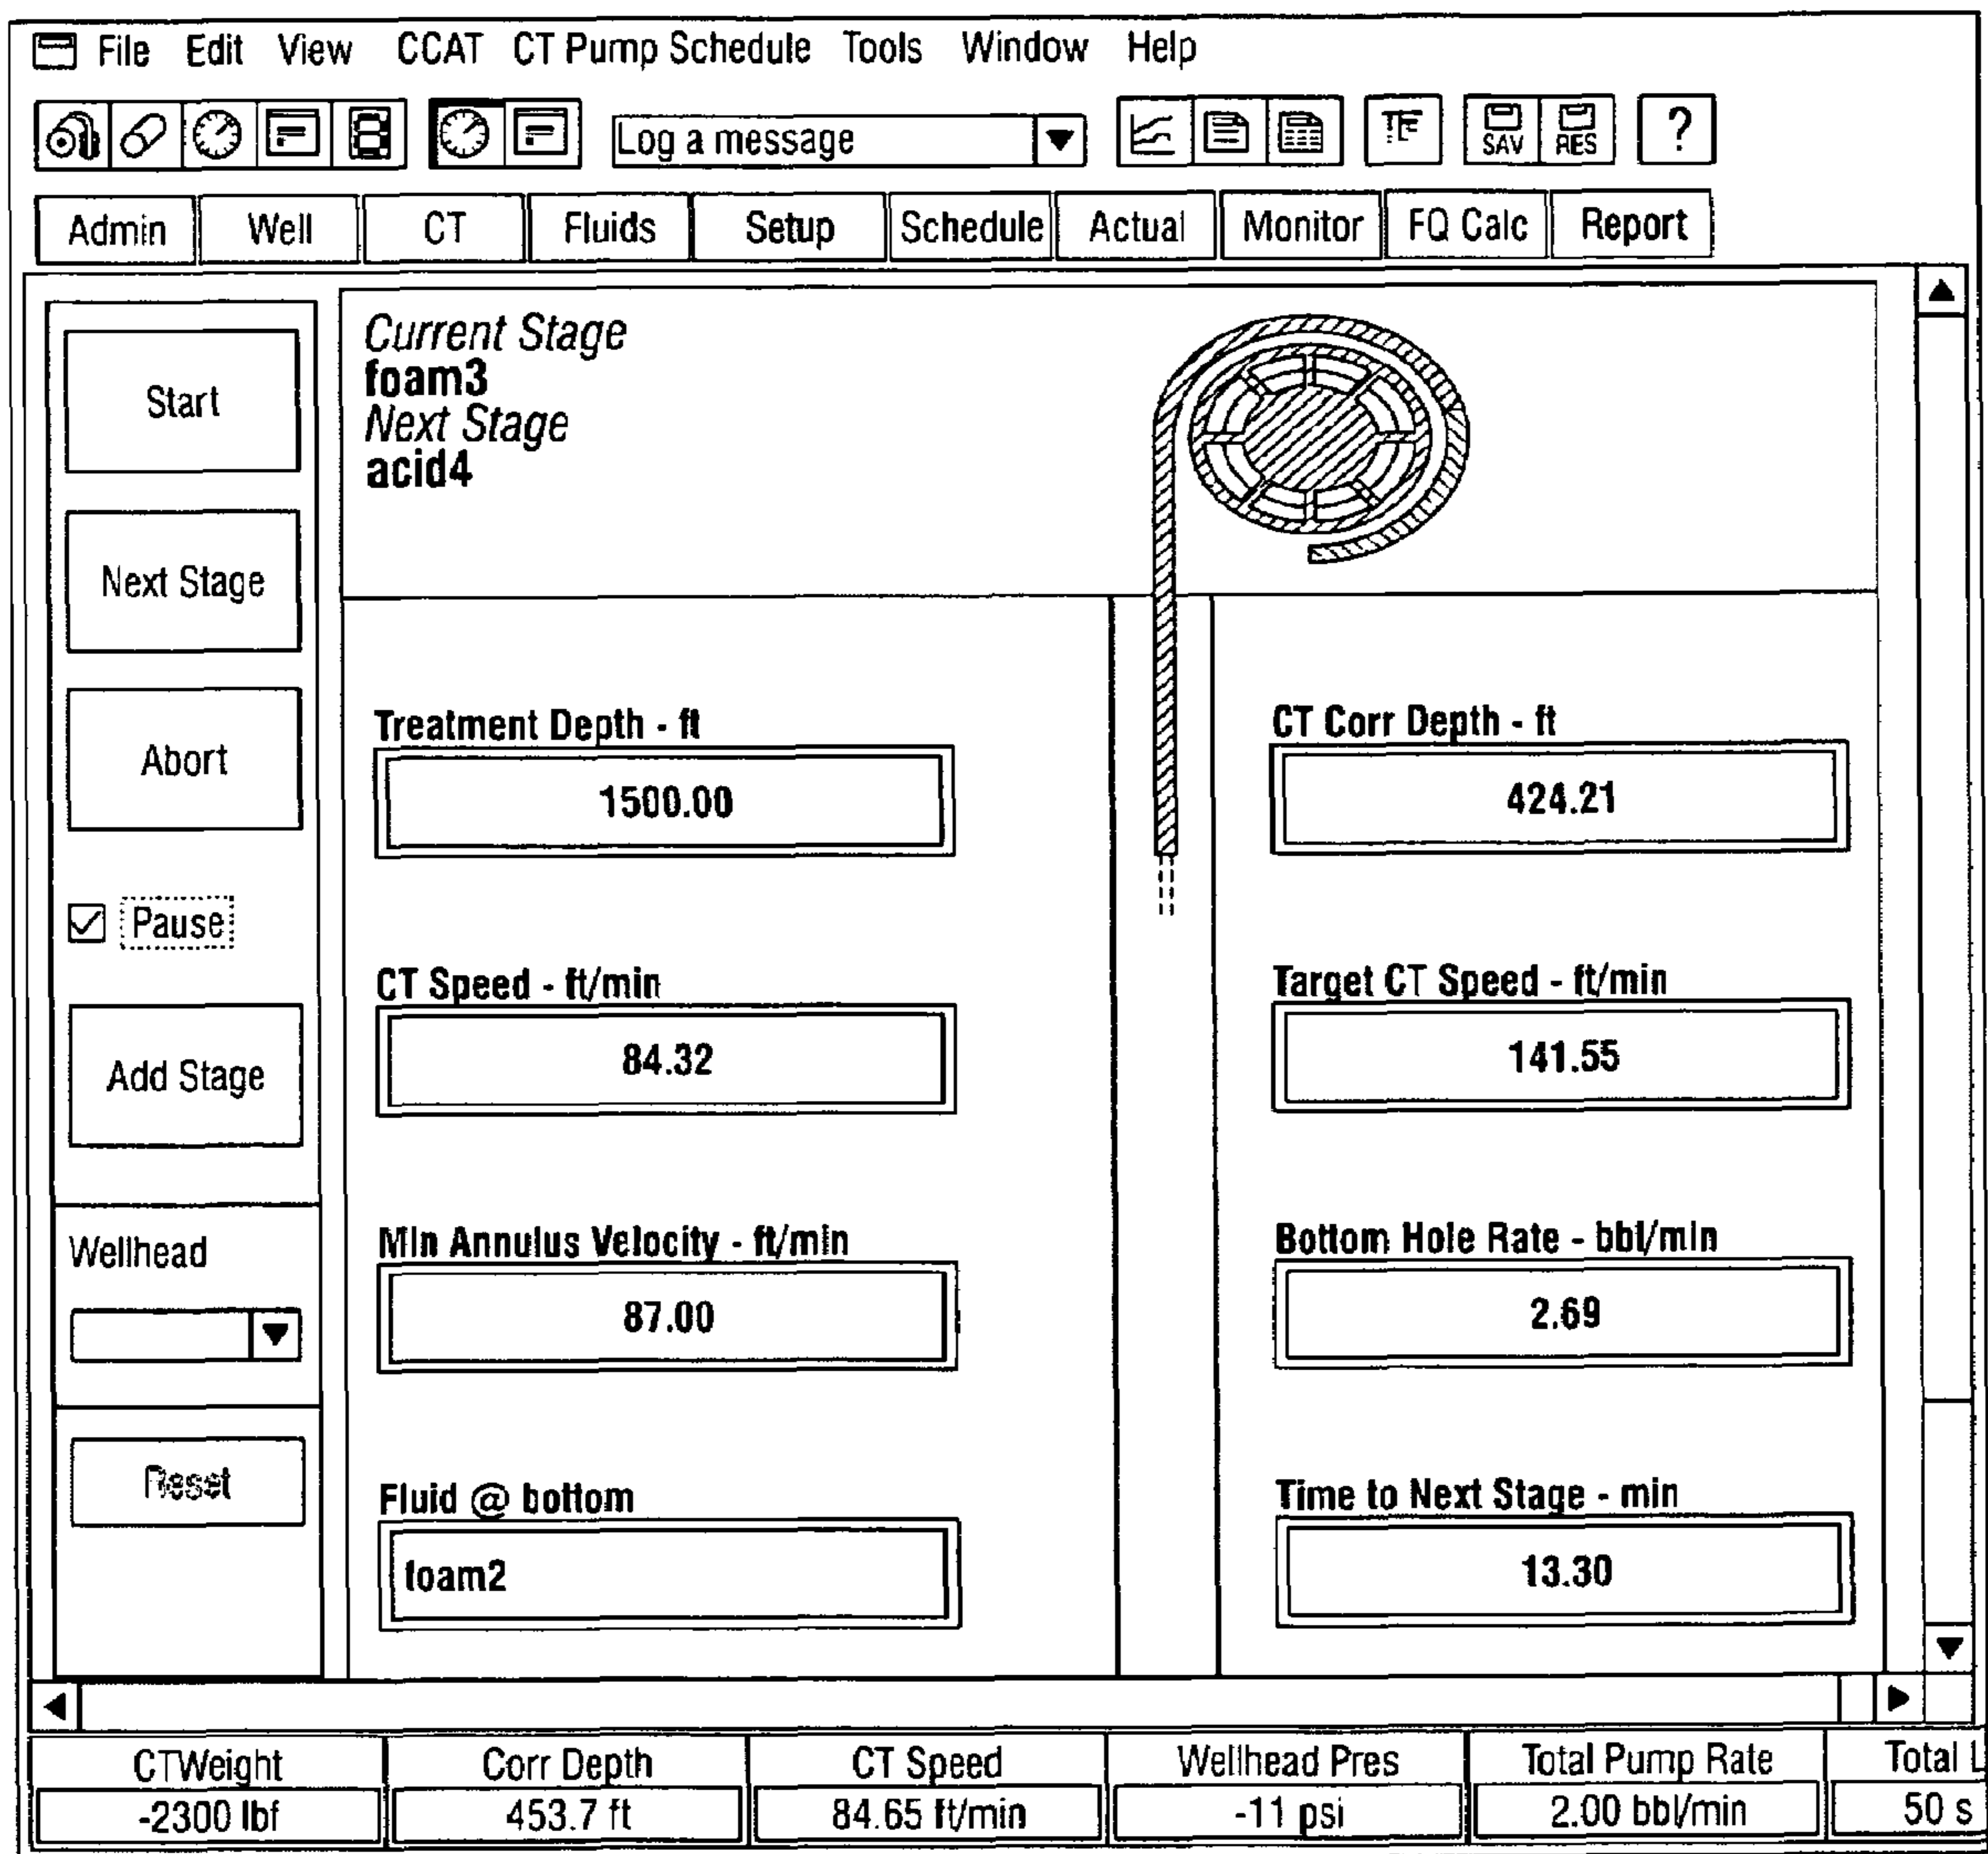 File Edit View CCAT CT Pump Schedule Tools Window Help
Log a message SAV RES ?
Admin Well CT Fluids Setup Schedule Actual Monitor FQ Calc Report
Start
Next Stage
Abort
Pause
Add Stage
Wellhead
Reset
Current Stage
foam3
Next Stage
acid4
Treatment Depth - ft
1500.00
CT Corr Depth - ft
424.21
CT Speed - ft/min
84.32
Target CT Speed - ft/min
141.55
Min Annulus Velocity - ft/min
87.00
Bottom Hole Rate - bbl/min
2.69
Fluid @ bottom
foam2
Time to Next Stage - min
13.30
CTWeight Corr Depth CT Speed Wellhead Pres Total Pump Rate Total L
-2300 lbf 453.7 ft 84.65 ft/min -11 psi 2.00 bbl/min 50 s